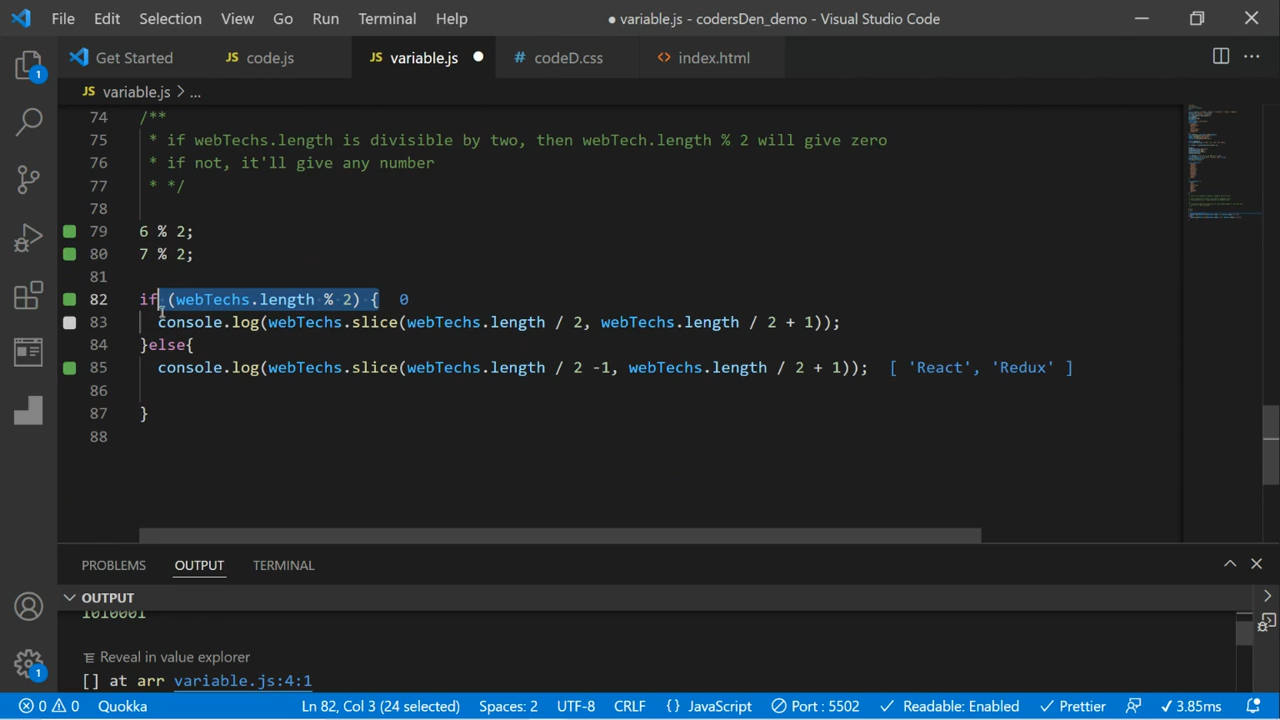 File Edit Selection View Go Run Terminal Help ● variable.js - codersDen_demo - Visual Studio Code
Get Started JS code.js JS variable.js # codeD.css <> index.html ...
JS variable.js > ...
74 /**
75 * if webTechs.length is divisible by two, then webTech.length % 2 will give zero
76 * if not, it'll give any number
77 * */
78
79 6 % 2;
80 7 % 2;
81
82 if (webTechs.length % 2) { 0
83 console.log(webTechs.slice(webTechs.length / 2, webTechs.length / 2 + 1));
84 }else{
85 console.log(webTechs.slice(webTechs.length / 2 -1, webTechs.length / 2 + 1)); [ 'React', 'Redux' ]
86
87 }
88
PROBLEMS OUTPUT TERMINAL
OUTPUT
1010001
Reveal in value explorer
[] at arr variable.js:4:1
1
1
0 0 Quokka Ln 82, Col 3 (24 selected) Spaces: 2 UTF-8 CRLF {} JavaScript Port : 5502 Readable: Enabled Prettier ✓ 3.85ms